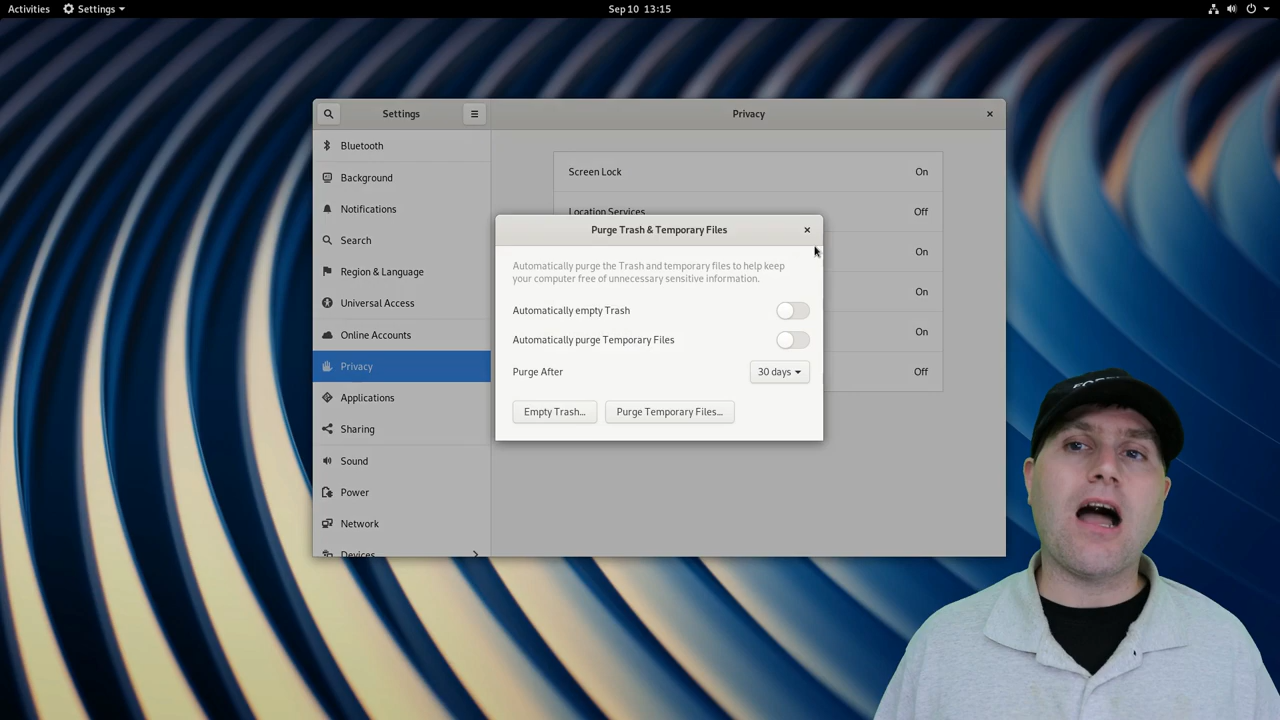 Activities
Settings
Sep 10 13:15
Settings
Privacy
Bluetooth
Background
Notifications
Search
Region & Language
Universal Access
Online Accounts
Privacy
Applications
Sharing
Sound
Power
Network
Devices
Screen Lock On
Location Services Off
On
On
On
Off
Purge Trash & Temporary Files
Automatically purge the Trash and temporary files to help keep
your computer free of unnecessary sensitive information.
Automatically empty Trash
Automatically purge Temporary Files
Purge After 30 days
Empty Trash...
Purge Temporary Files...